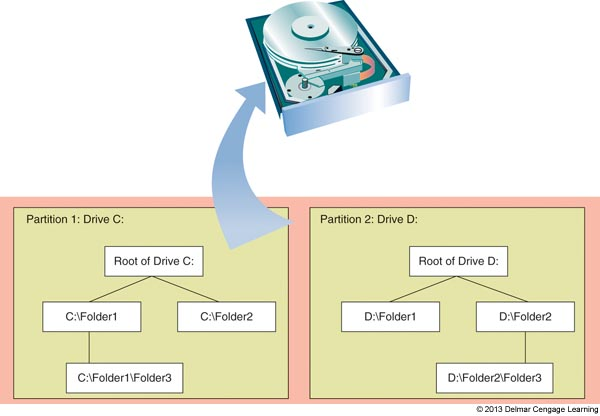 Partition 1: Drive C:
Root of Drive C:
C:\Folder1
C:\Folder2
C:\Folder1\Folder3
Partition 2: Drive D:
Root of Drive D:
D:\Folder1
D:\Folder2
D:\Folder2\Folder3
© 2013 Delmar Cengage Learning